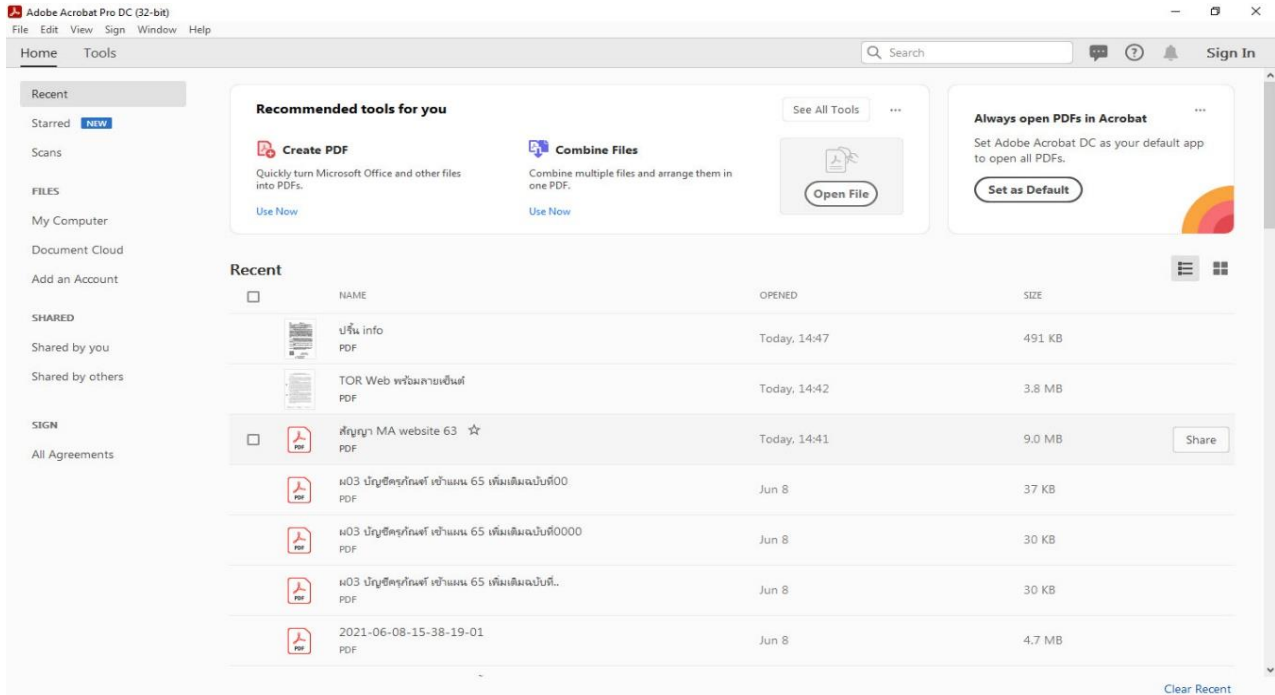 Adobe Acrobat Pro DC (32-bit)
File Edit View Sign Window Help
Home Tools Search Sign In
Recent
Starred NEW
Scans
FILES
My Computer
Document Cloud
Add an Account
SHARED
Shared by you
Shared by others
SIGN
All Agreements
Recommended tools for you
See All Tools
Create PDF
Quickly turn Microsoft Office and other files
into PDFs.
Use Now
Combine Files
Combine multiple files and arrange them in
one PDF.
Use Now
Open File
Always open PDFs in Acrobat
Set Adobe Acrobat DC as your default app
to open all PDFs.
Set as Default
Recent
NAME OPENED SIZE
ปริ้น info Today, 14:47 491 KB
PDF
TOR Web พร้อมลายเซ็นต์ Today, 14:42 3.8 MB
PDF
สัญญา MA website 63 Today, 14:41 9.0 MB Share
PDF
ผ03 บัญชีครุภัณฑ์ เข้าแผน 65 เพิ่มเติมฉบับที่00 Jun 8 37 KB
PDF
ผ03 บัญชีครุภัณฑ์ เข้าแผน 65 เพิ่มเติมฉบับที่0000 Jun 8 30 KB
PDF
ผ03 บัญชีครุภัณฑ์ เข้าแผน 65 เพิ่มเติมฉบับที่.. Jun 8 30 KB
PDF
2021-06-08-15-38-19-01 Jun 8 4.7 MB
PDF
Clear Recent